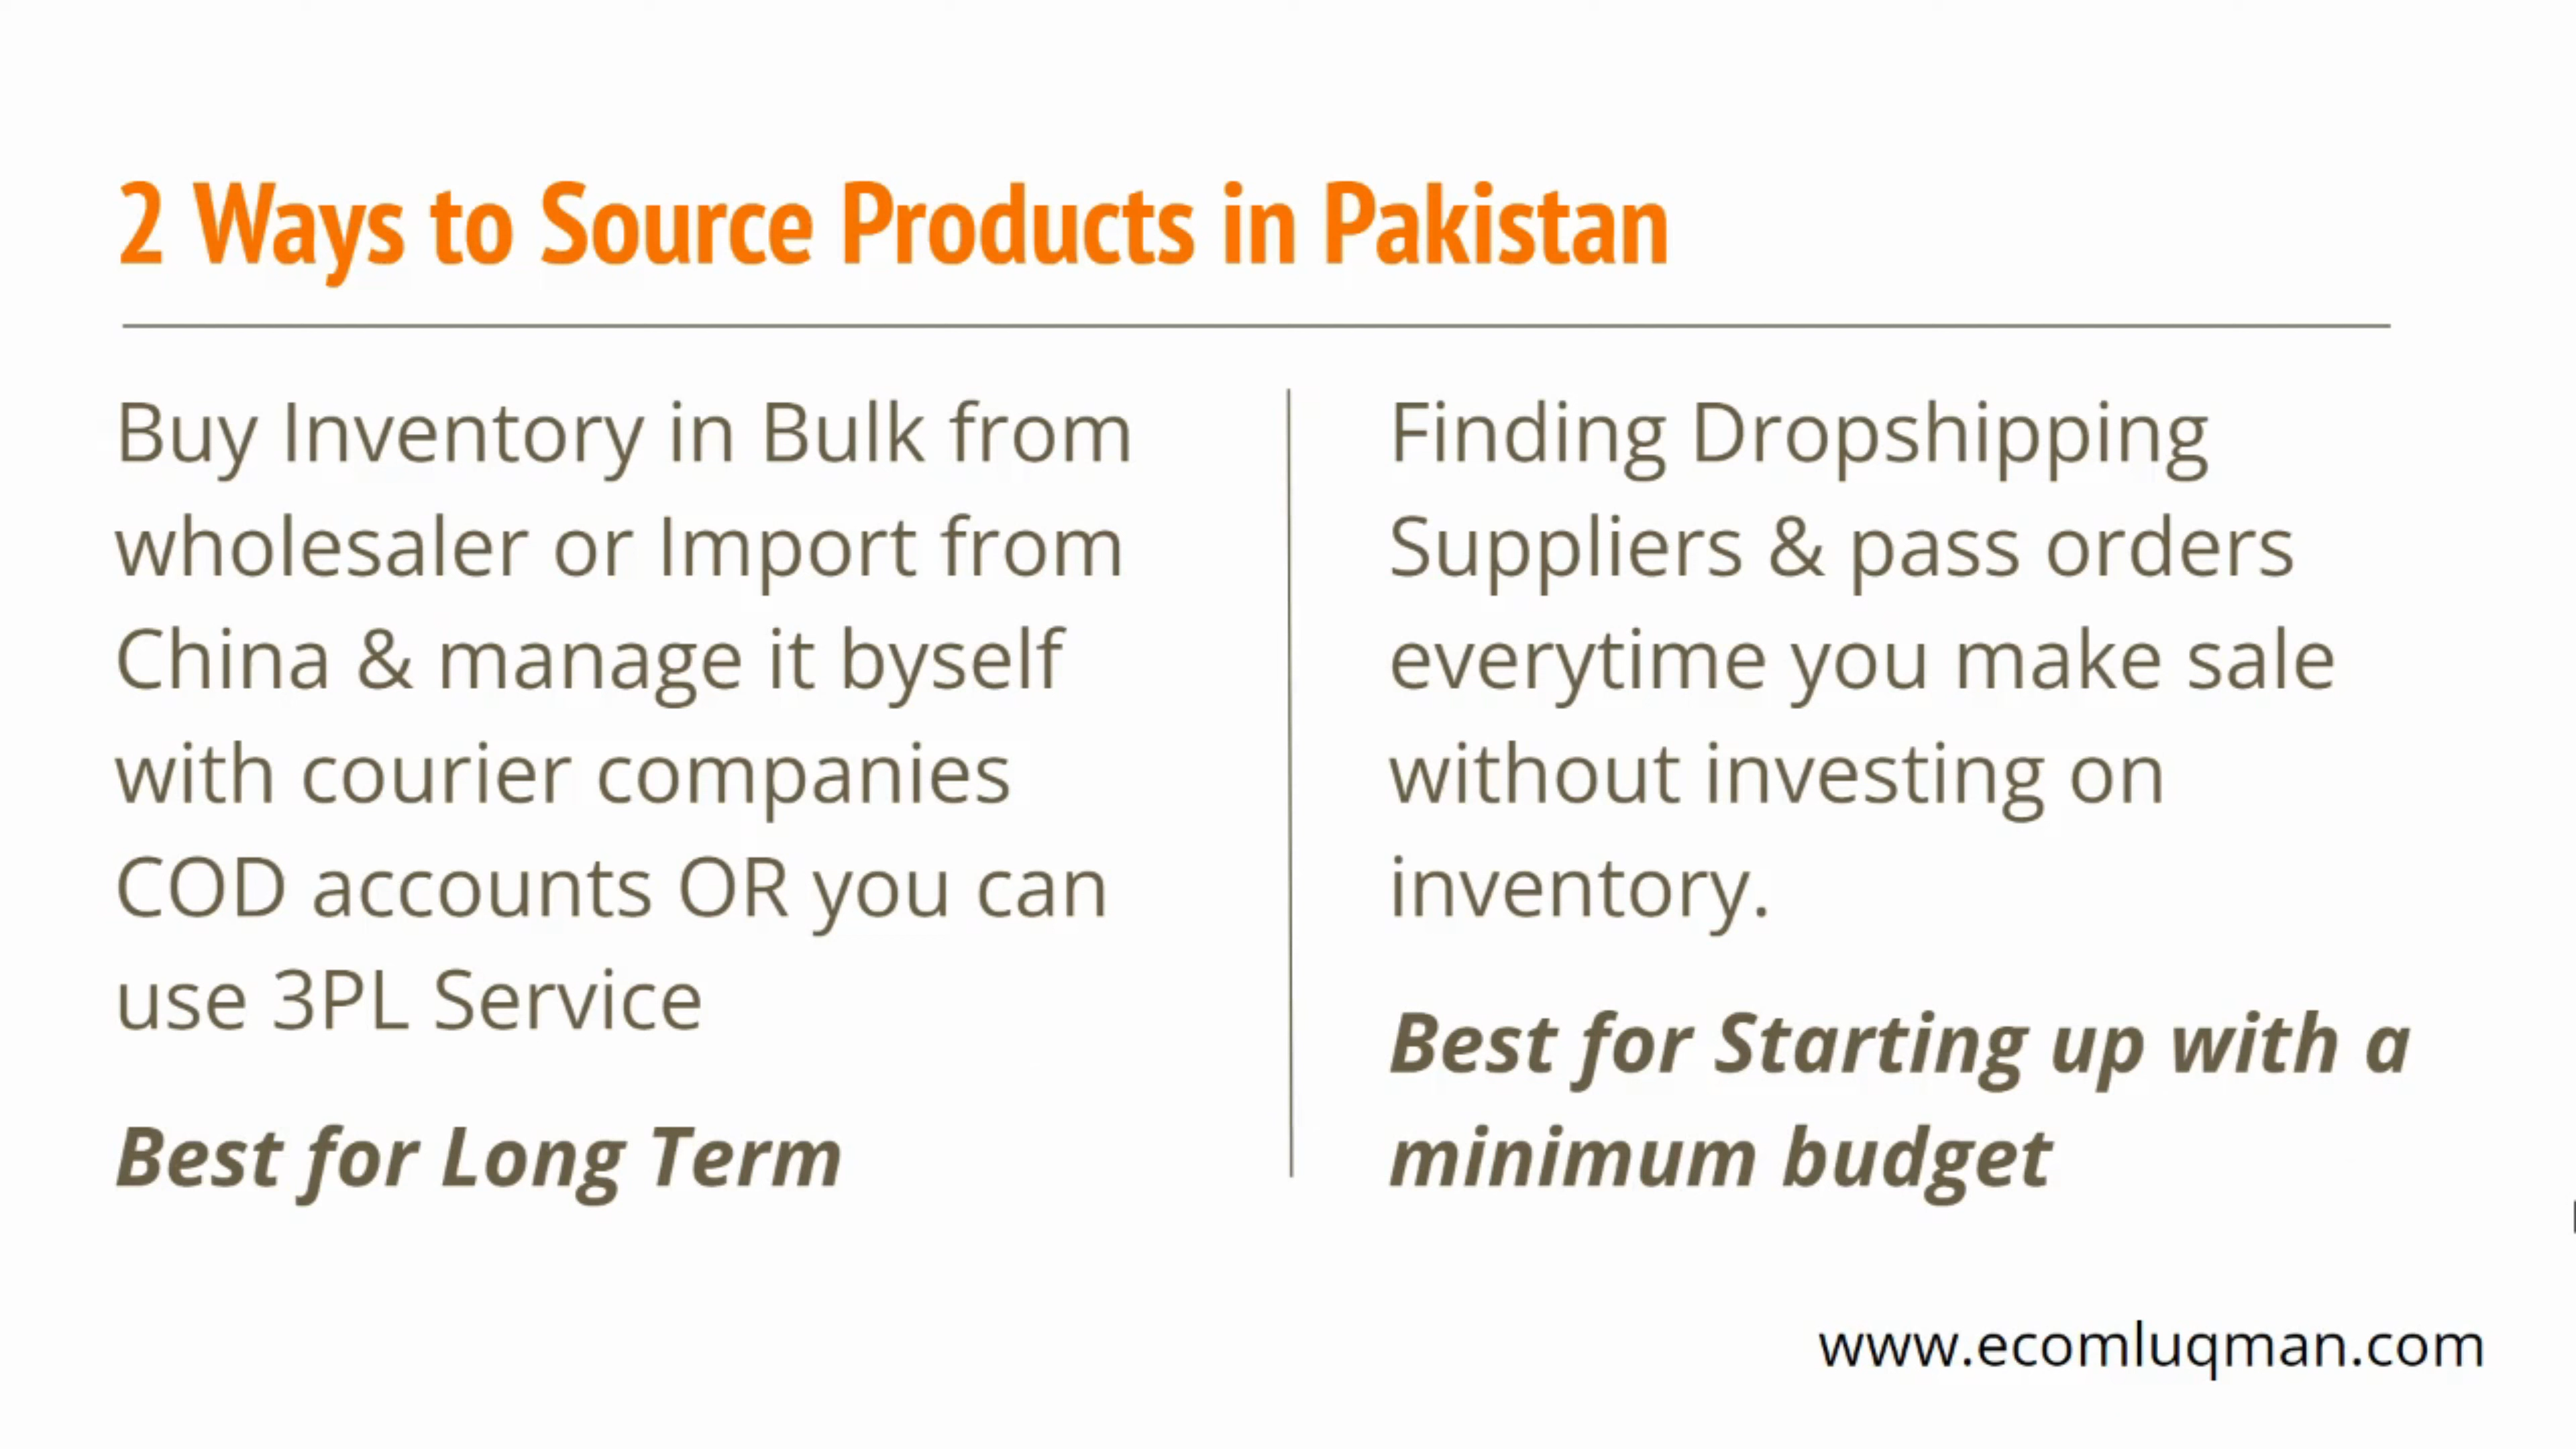 2 Ways to Source Products in Pakistan
Buy Inventory in Bulk from
wholesaler or Import from
China & manage it byself
with courier companies
COD accounts OR you can
use 3PL Service
Best for Long Term
Finding Dropshipping
Suppliers & pass orders
everytime you make sale
without investing on
inventory.
Best for Starting up with a
minimum budget
www.ecomluqman.com